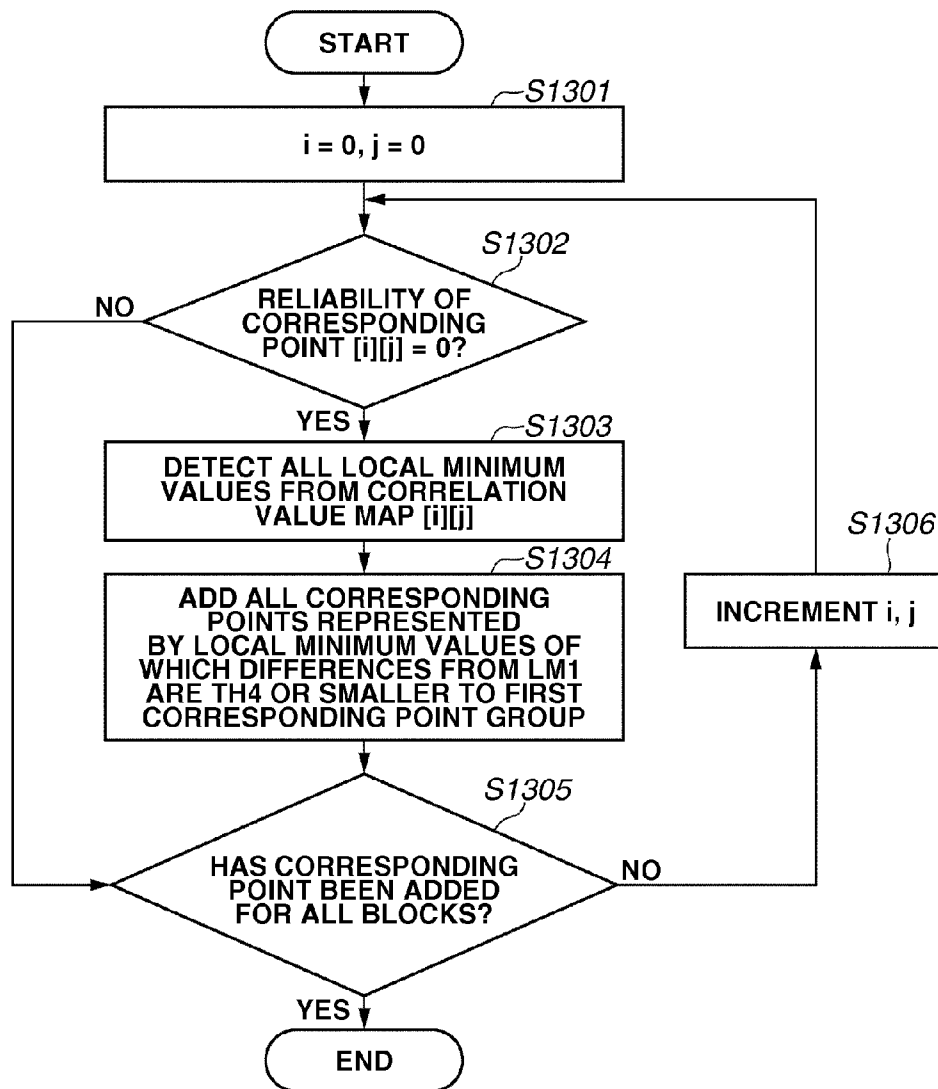 START
S1301
i = 0, j = 0
S1302
RELIABILITY OF
CORRESPONDING
POINT [i][j] = 0?
NO
YES
S1303
DETECT ALL LOCAL MINIMUM
VALUES FROM CORRELATION
VALUE MAP [i][j]
S1304
ADD ALL CORRESPONDING
POINTS REPRESENTED
BY LOCAL MINIMUM VALUES OF
WHICH DIFFERENCES FROM LM1
ARE TH4 OR SMALLER TO FIRST
CORRESPONDING POINT GROUP
S1306
INCREMENT i, j
S1305
HAS CORRESPONDING
POINT BEEN ADDED
FOR ALL BLOCKS?
NO
YES
END